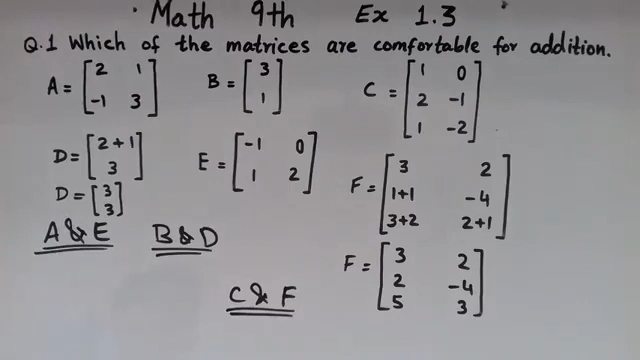 Math 9th Ex 1.3
Q.1 Which of the matrices are comfortable for addition.
A = [2 1
-1 3]
B = [3
1]
C = [1 0
2 -1
1 -2]
D = [2+1
3]
D = [3
3]
E = [-1 0
1 2]
F = [3 2
1+1 -4
3+2 2+1]
F = [3 2
2 -4
5 3]
A & E B & D
C & F